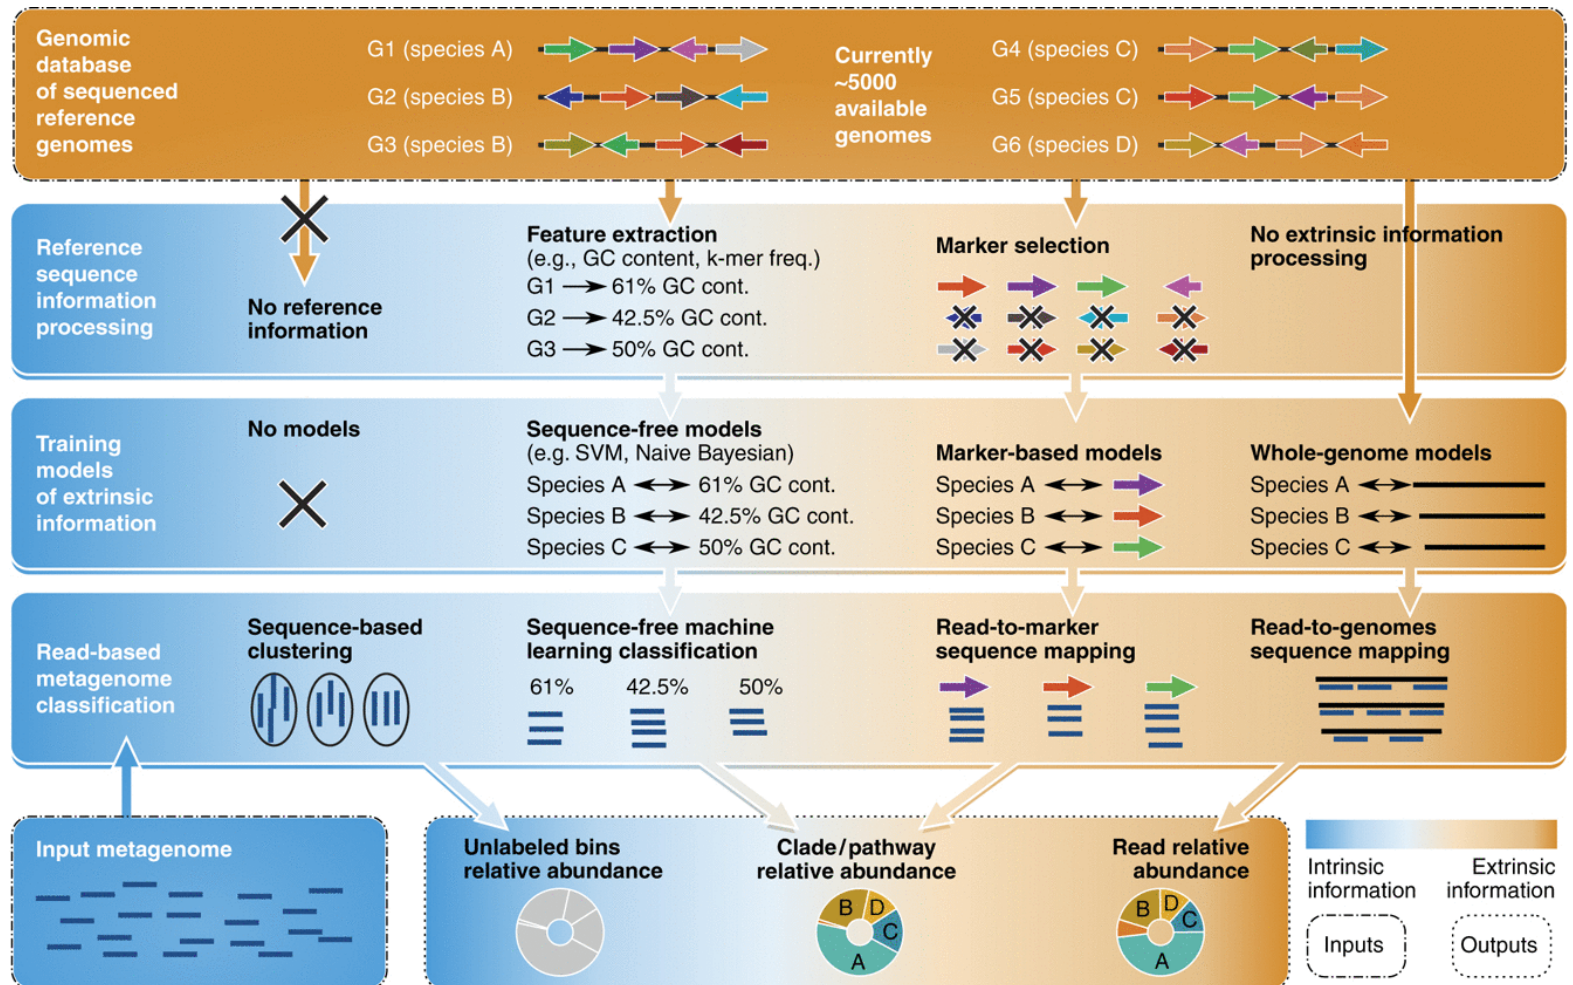 Genomic
database
of sequenced
reference
genomes
G1 (species A)
G2 (species B)
G3 (species B)
Currently
~5000
available
genomes
G4 (species C)
G5 (species C)
G6 (species D)
Reference
sequence
information
processing
No reference
information
Feature extraction
(e.g., GC content, k-mer freq.)
G1 61% GC cont.
G2 42.5% GC cont.
G3 50% GC cont.
Marker selection
No extrinsic information
processing
Training
models
of extrinsic
information
No models
Sequence-free models
(e.g. SVM, Naive Bayesian)
Species A 61% GC cont.
Species B 42.5% GC cont.
Species C 50% GC cont.
Marker-based models
Species A
Species B
Species C
Whole-genome models
Species A
Species B
Species C
Read-based
metagenome
classification
Sequence-based
clustering
Sequence-free machine
learning classification
61% 42.5% 50%
Read-to-marker
sequence mapping
Read-to-genomes
sequence mapping
Input metagenome
Unlabeled bins
relative abundance
Clade/pathway
relative abundance
B D
C
A
Read relative
abundance
B D
C
A
Intrinsic
information
Extrinsic
information
Inputs
Outputs